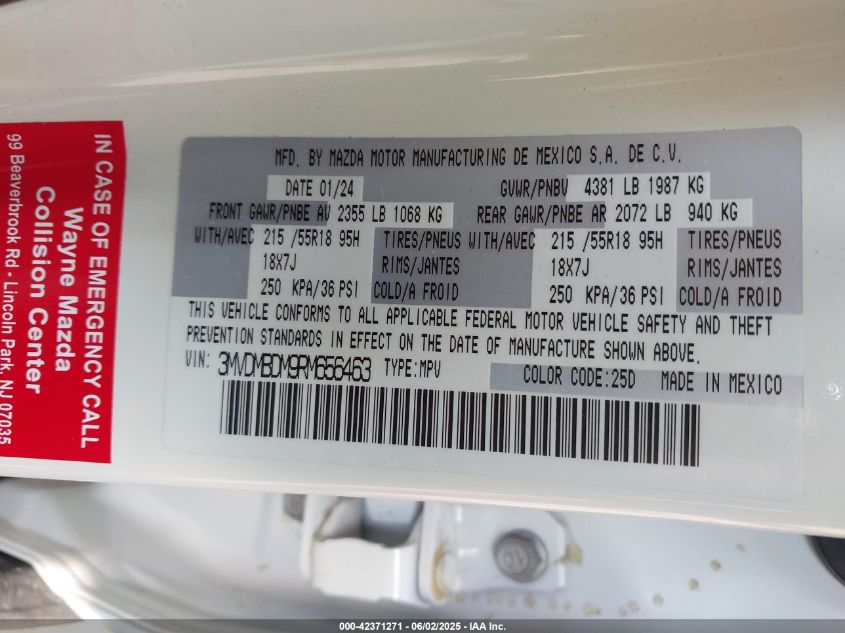 IN CASE OF EMERGENCY CALL
Wayne Mazda
Collision Center
99 Beaverbrook Rd - Lincoln Park, NJ 07035
MFD. BY MAZDA MOTOR MANUFACTURING DE MEXICO S.A. DE C.V.
DATE 01/24 GVWR/PNBV 4381 LB 1987 KG
FRONT GAWR/PNBE AV 2355 LB 1068 KG REAR GAWR/PNBE AR 2072 LB 940 KG
WITH/AVEC 215 /55R18 95H TIRES/PNEUS WITH/AVEC 215 /55R18 95H TIRES/PNEUS
18X7J RIMS/JANTES 18X7J RIMS/JANTES
250 KPA/36 PSI COLD/A FROID 250 KPA/36 PSI COLD/A FROID
THIS VEHICLE CONFORMS TO ALL APPLICABLE FEDERAL MOTOR VEHICLE SAFETY AND THEFT
PREVENTION STANDARDS IN EFFECT ON THE DATE OF MANUFACTURE SHOWN ABOVE.
VIN: 3MVDMBDM9RM656463 TYPE:MPV COLOR CODE:25D MADE IN MEXICO
000-42371271 - 06/02/2025 - IAA Inc.